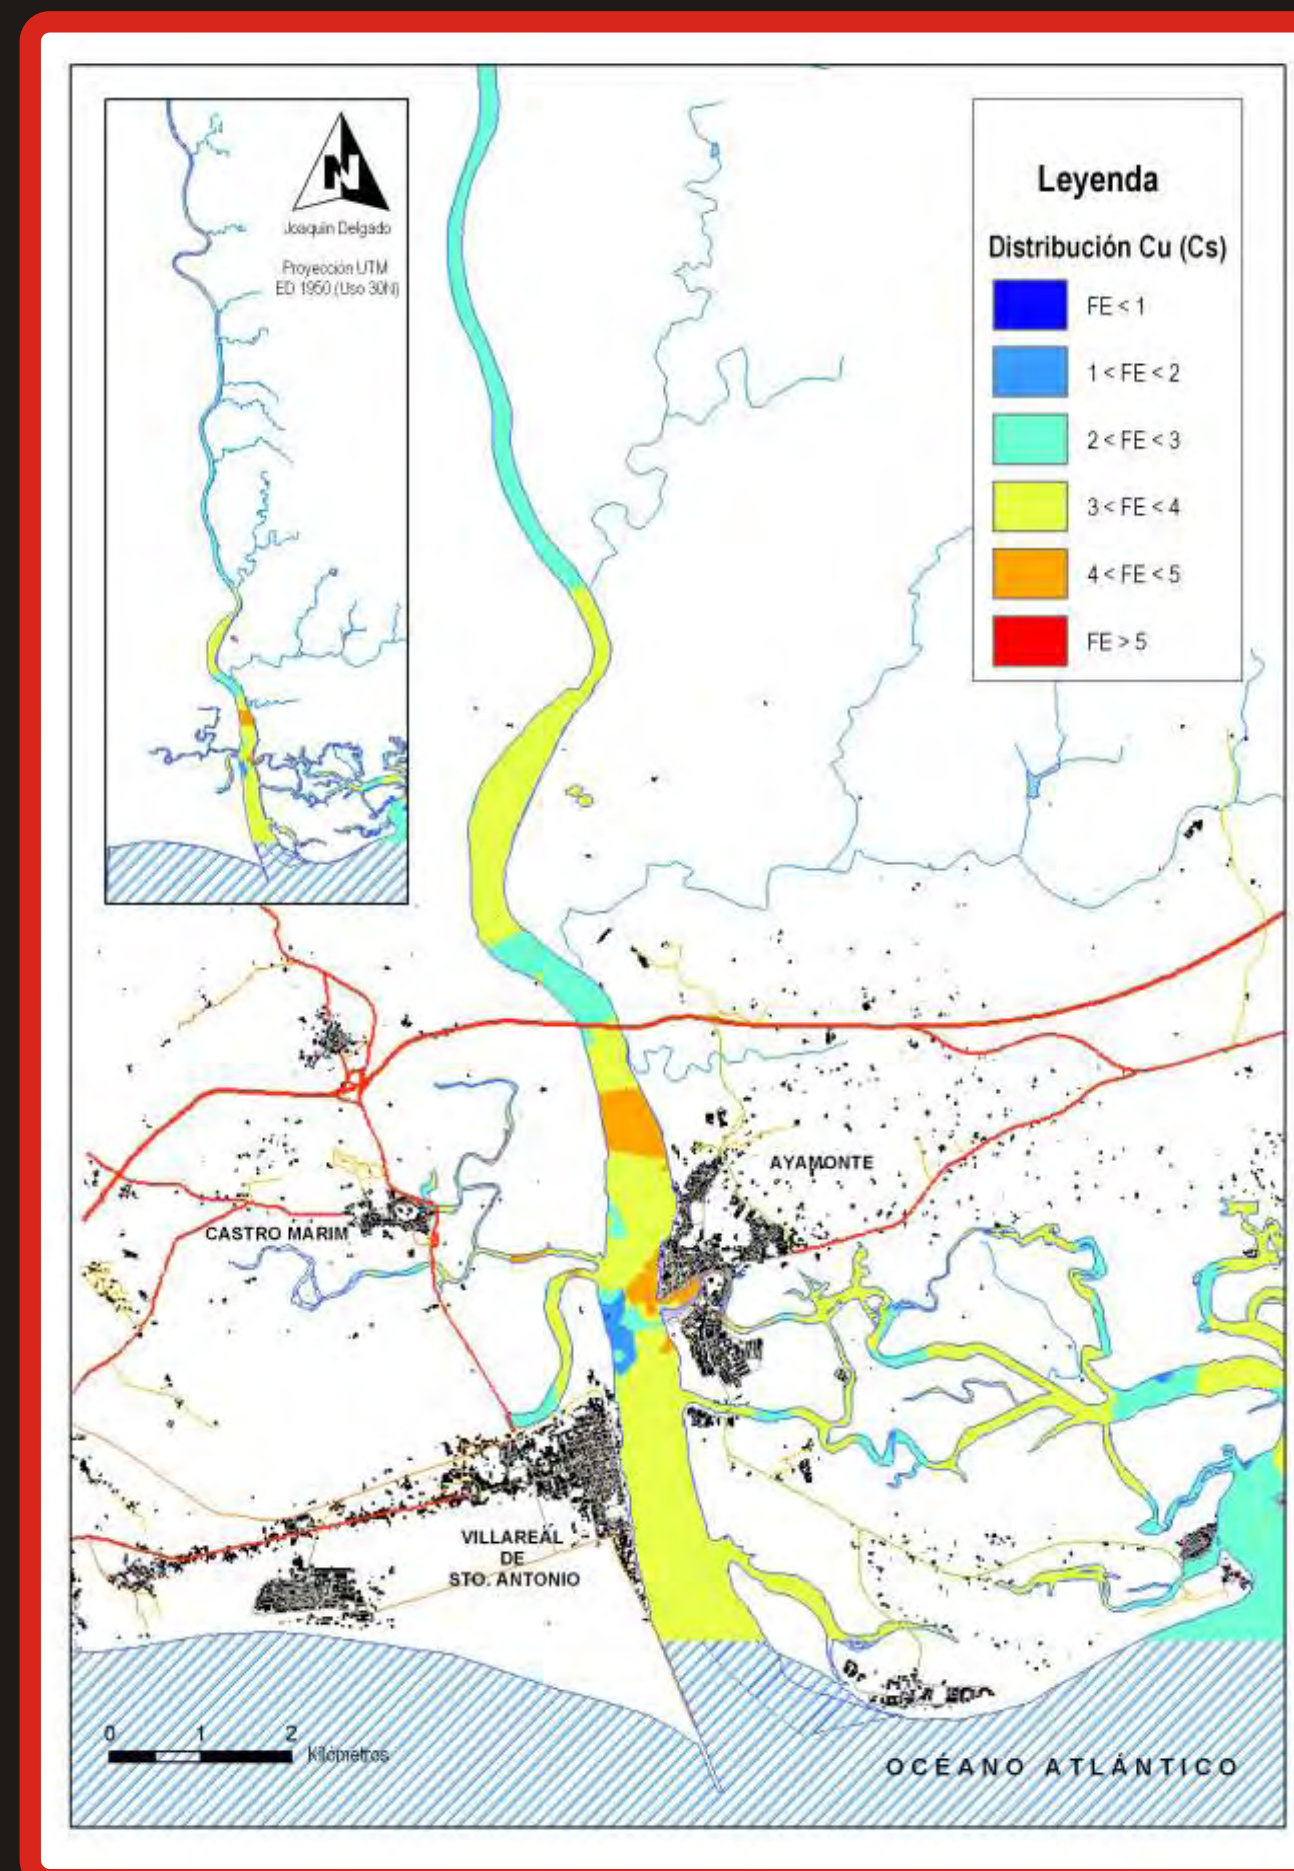 N
Joaquín Delgado
Proyección UTM
ED 1950 (Uso 30N)
Leyenda
Distribución Cu (Cs)
FE < 1
1 < FE < 2
2 < FE < 3
3 < FE < 4
4 < FE < 5
FE > 5
AYAMONTE
CASTRO MARIM
VILLAREAL
DE
STO. ANTONIO
0 1 2
Kilómetros
OCÉANO ATLÁNTICO